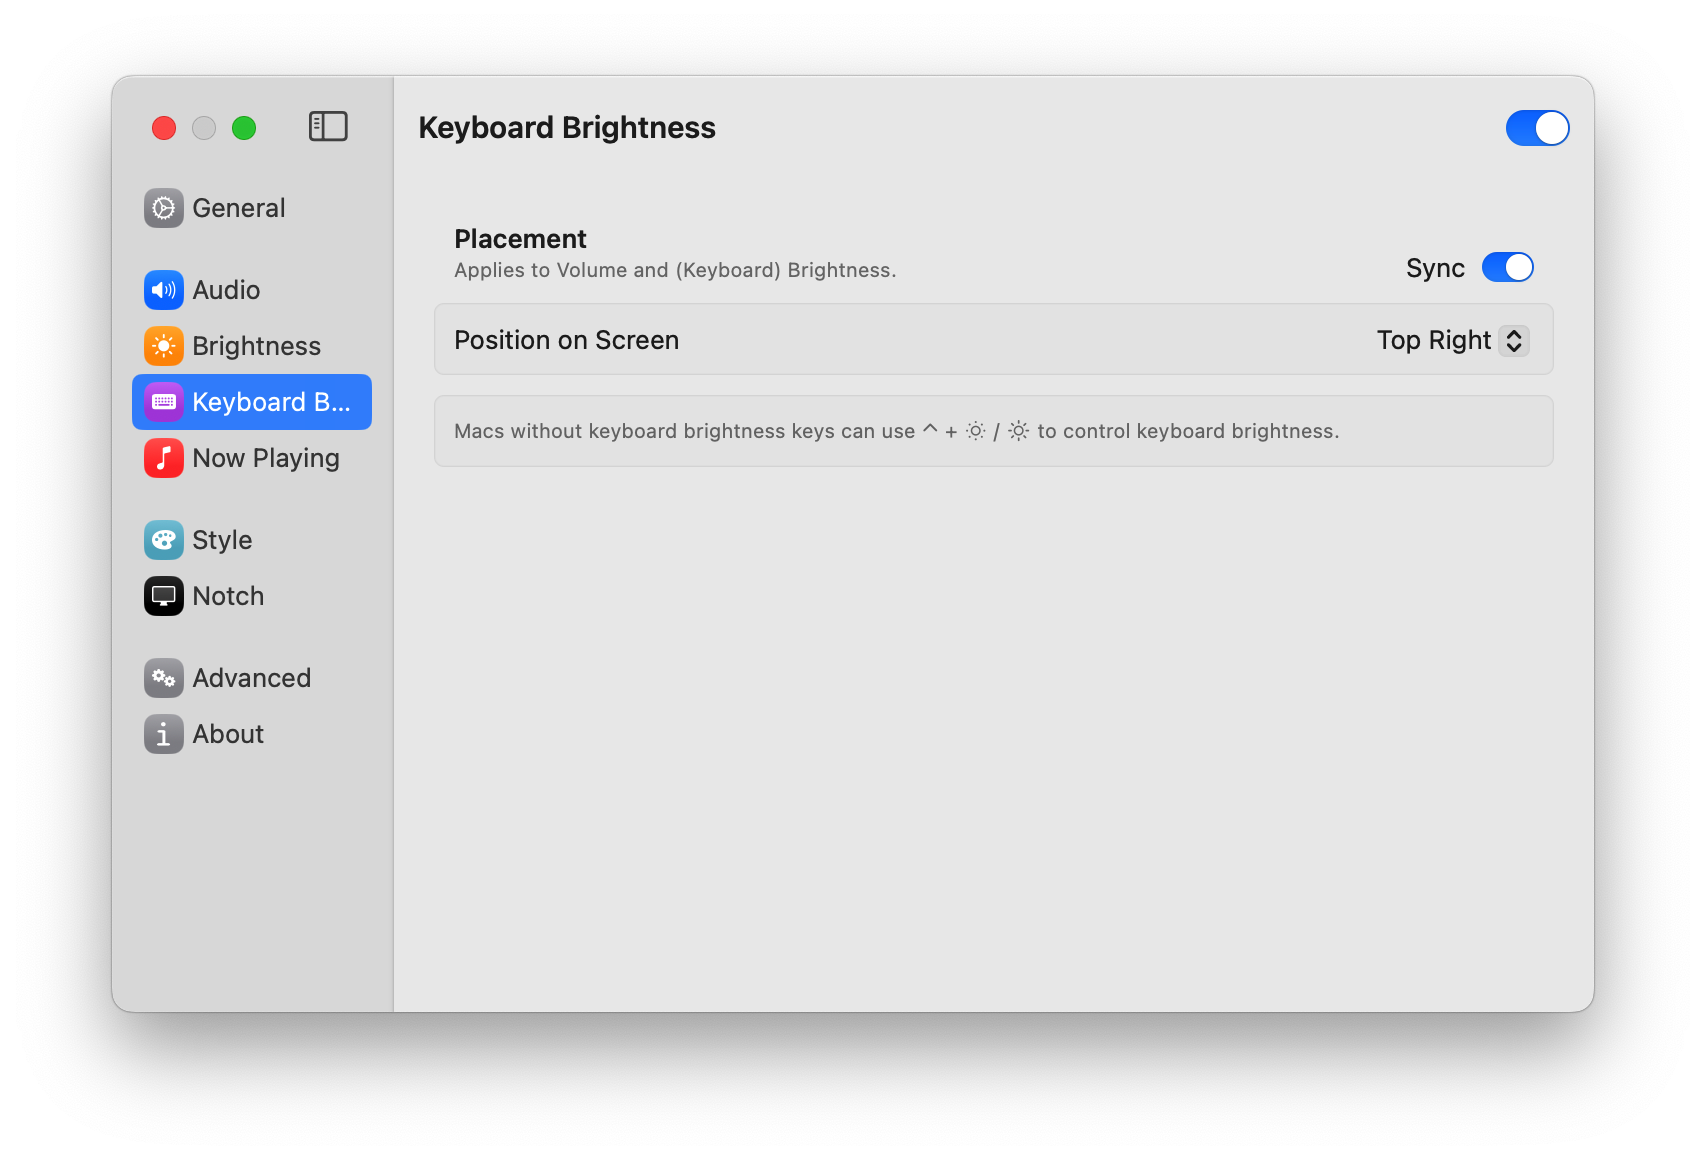 Keyboard Brightness
General
Audio
Brightness
Keyboard B...
Now Playing
Style
Notch
Advanced
About
Placement
Applies to Volume and (Keyboard) Brightness.
Sync
Position on Screen
Top Right
Macs without keyboard brightness keys can use ^ + 🔅 / 🔆 to control keyboard brightness.